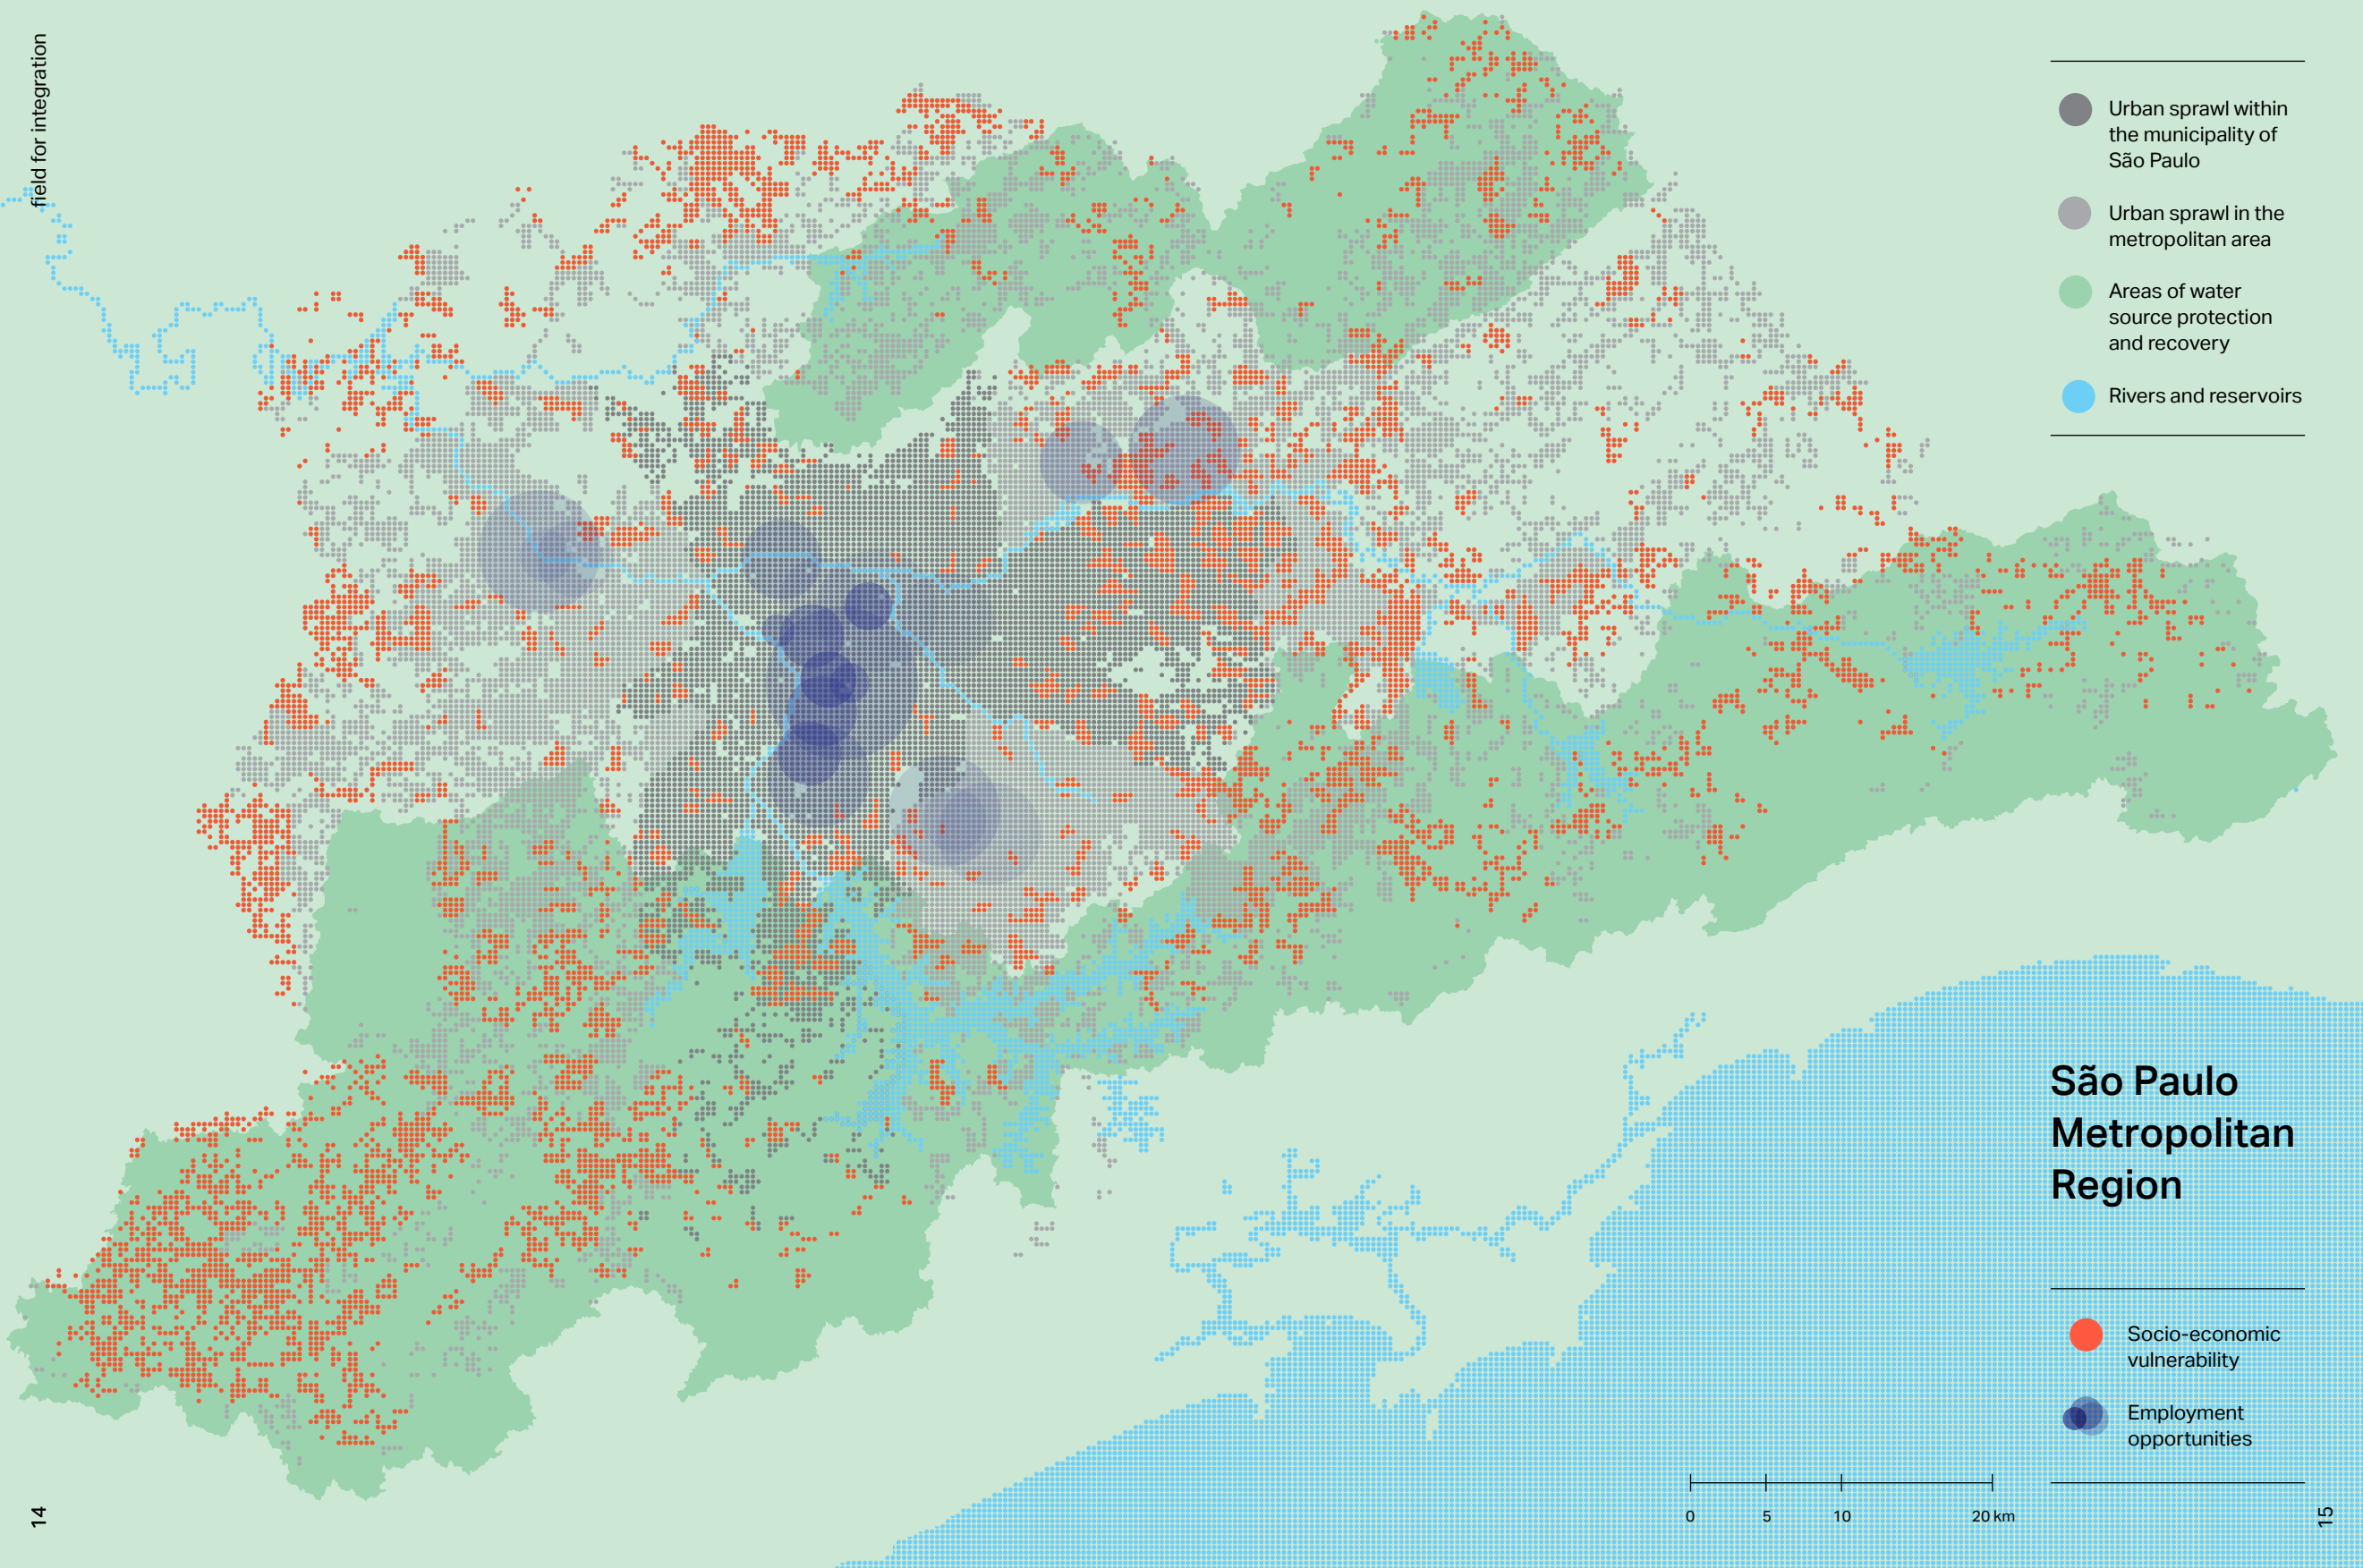 field for integration
Urban sprawl within
the municipality of
São Paulo
Urban sprawl in the
metropolitan area
Areas of water
source protection
and recovery
Rivers and reservoirs
São Paulo
Metropolitan
Region
Socio-economic
vulnerability
Employment
opportunities
0 5 10 20 km
14
15